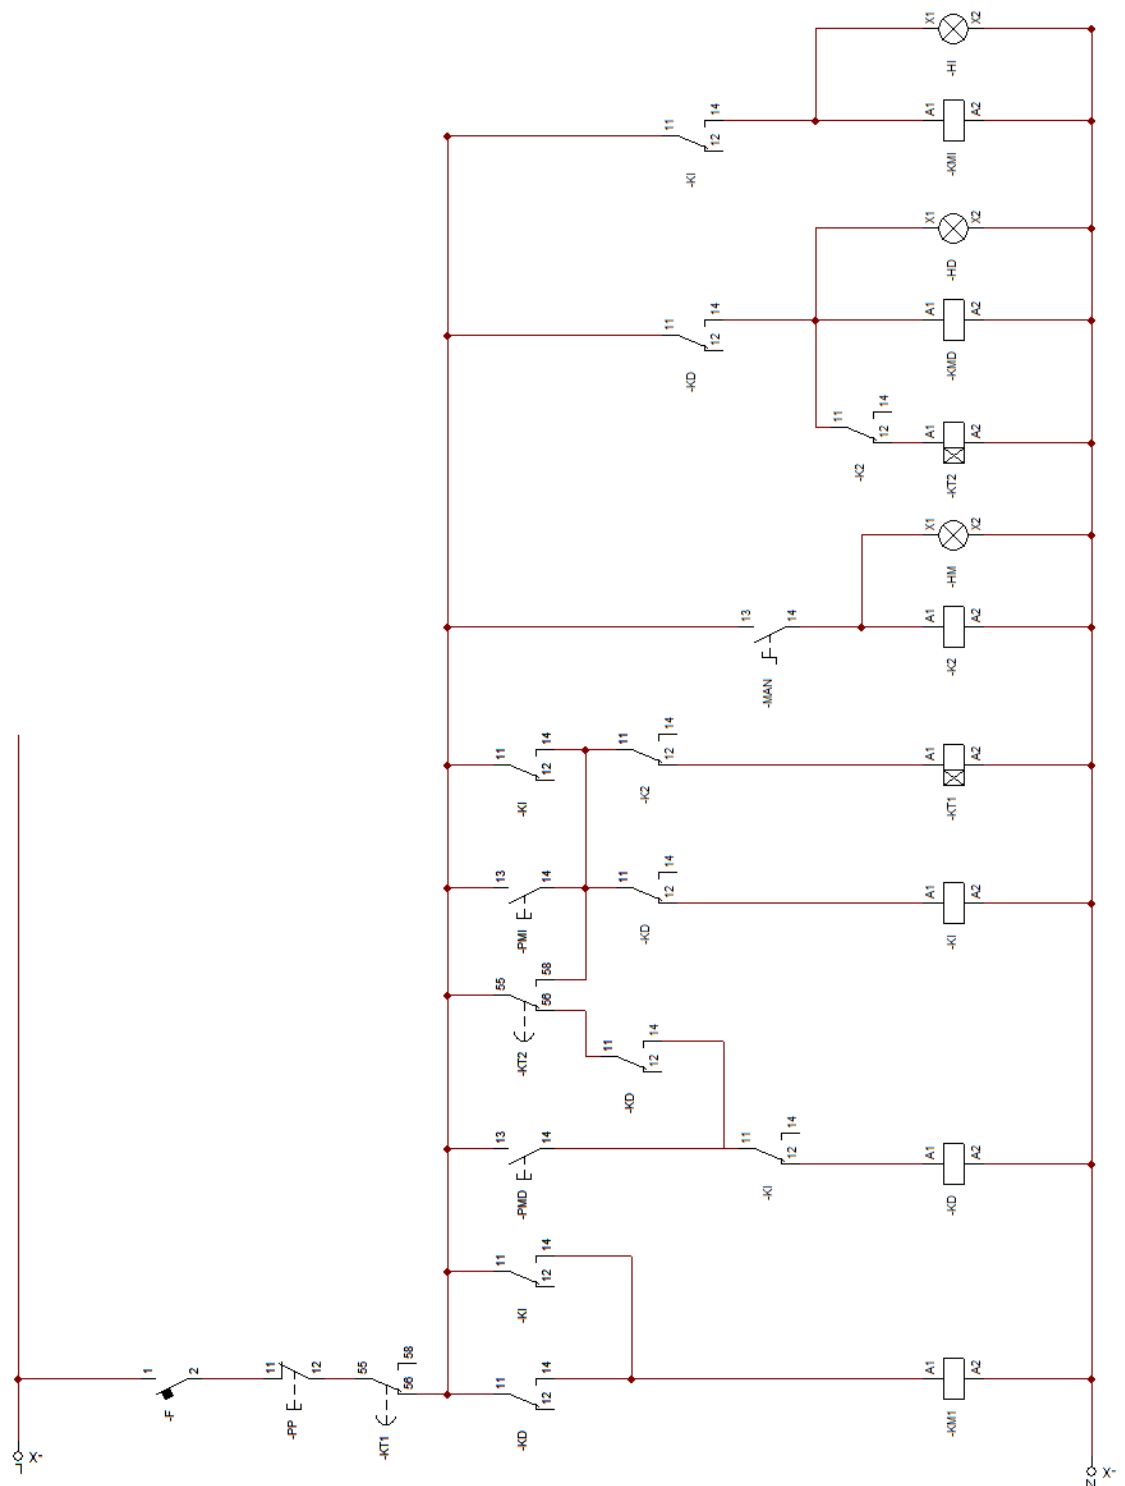 L
X-
-F
1
2
-PP
11
12
-KT1
55
56
58
-KD
11
12
14
-KI
11
12
14
-KM1
A1
A2
-PMD
13
14
-KD
11
12
14
-KI
11
12
14
-KD
A1
A2
-KT2
55
56
58
-PMI
13
14
-KD
11
12
14
-KI
A1
A2
-KI
11
12
14
-K2
11
12
14
-KT1
A1
A2
-MAN
13
14
-K2
A1
A2
-HM
X1
X2
-KD
11
12
14
-K2
11
12
14
-KT2
A1
A2
-KMD
A1
A2
-HD
X1
X2
-KI
11
12
14
-KMI
A1
A2
-HI
X1
X2
N
X-